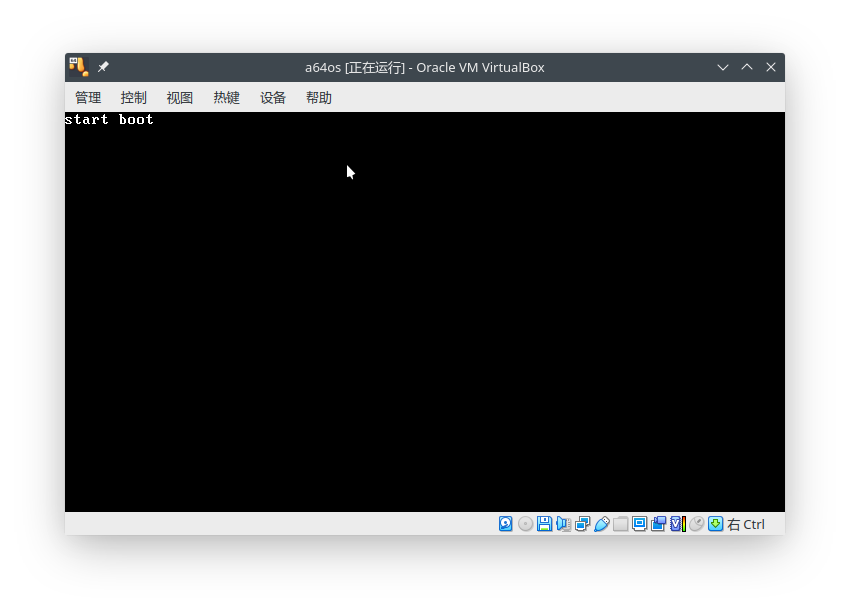 a64os [正在运行] - Oracle VM VirtualBox
管理 控制 视图 热键 设备 帮助
start boot
右 Ctrl